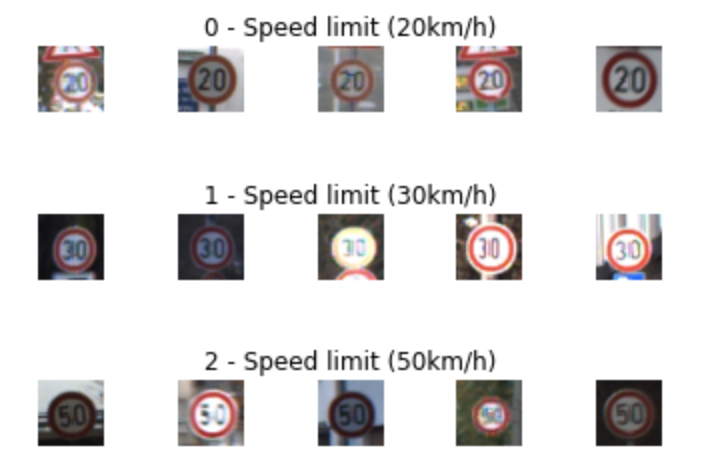 0 - Speed limit (20km/h)
20 20 20 20 20
1 - Speed limit (30km/h)
30 30 30 30 30
2 - Speed limit (50km/h)
50 50 50 50 50